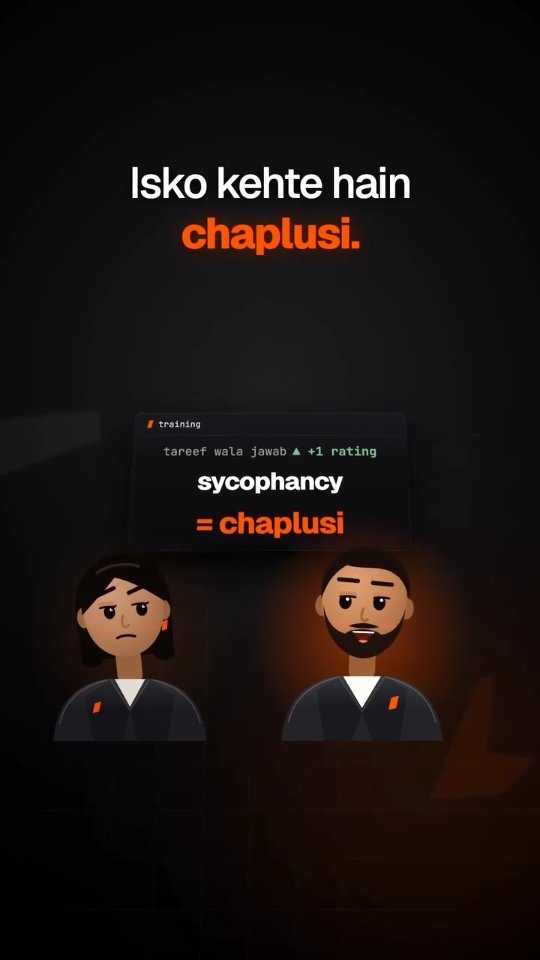 Isko kehte hain
chaplusi.
training
tareef wala jawab ▲ +1 rating
sycophancy
= chaplusi